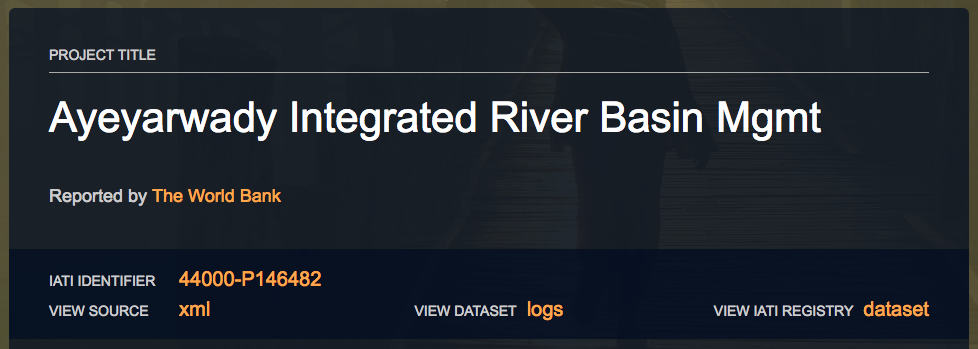 PROJECT TITLE
Ayeyarwady Integrated River Basin Mgmt
Reported by The World Bank
IATI IDENTIFIER 44000-P146482
VIEW SOURCE xml VIEW DATASET logs VIEW IATI REGISTRY dataset